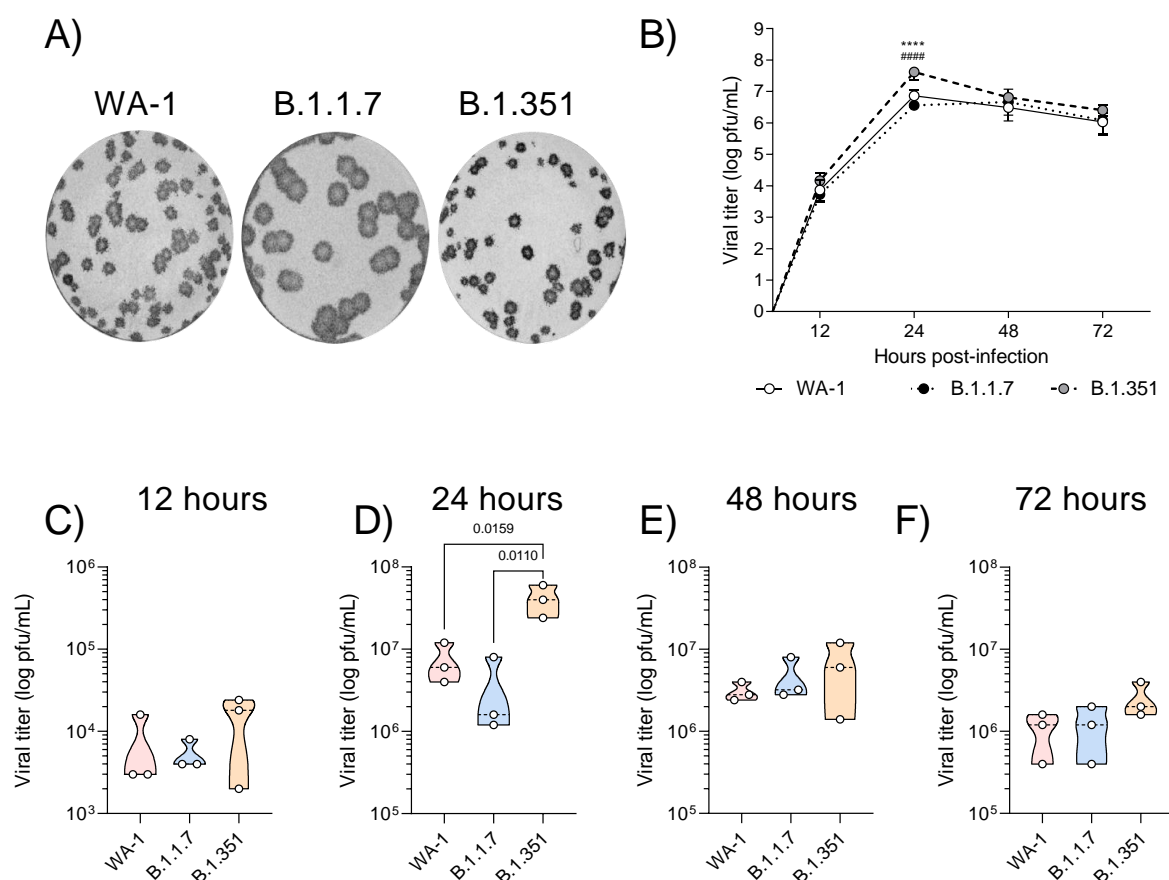 A)
WA-1
B.1.1.7
B.1.351
B)
Viral titer (log pfu/mL)
9
8
7
6
5
4
3
2
1
0
****
####
12
24
48
72
Hours post-infection
WA-1
B.1.1.7
B.1.351
C)
12 hours
Viral titer (log pfu/mL)
10⁶
10⁵
10⁴
10³
WA-1
B.1.1.7
B.1.351
D)
24 hours
0.0159
0.0110
Viral titer (log pfu/mL)
10⁸
10⁷
10⁶
10⁵
WA-1
B.1.1.7
B.1.351
E)
48 hours
Viral titer (log pfu/mL)
10⁸
10⁷
10⁶
10⁵
WA-1
B.1.1.7
B.1.351
F)
72 hours
Viral titer (log pfu/mL)
10⁸
10⁷
10⁶
10⁵
WA-1
B.1.1.7
B.1.351